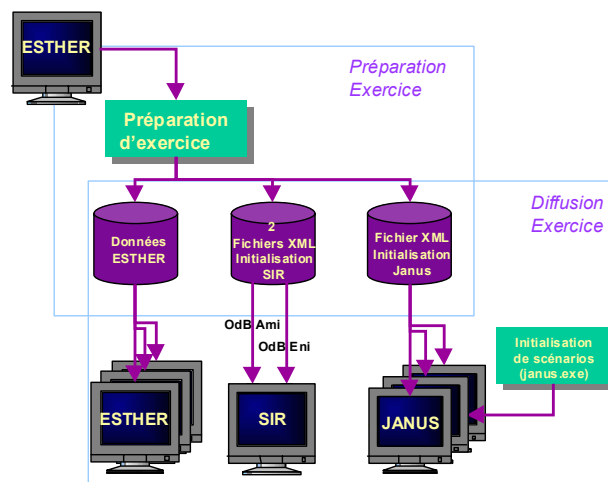 ESTHER
Préparation
Exercice
Préparation
d'exercice
Diffusion
Exercice
Données
ESTHER
2
Fichiers XML
Initialisation
SIR
Fichier XML
Initialisation
Janus
OdB Ami
OdB Eni
Initialisation
de scénarios
(janus.exe)
ESTHER
SIR
JANUS